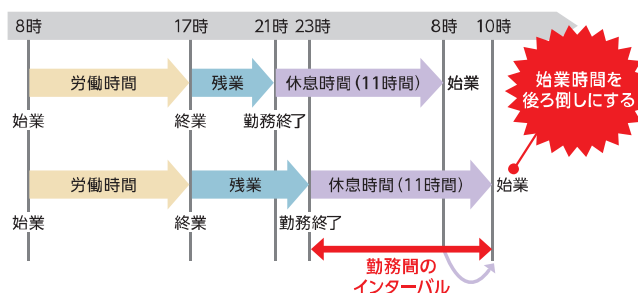 8時 17時 21時 23時 8時 10時
労働時間 残業 休息時間(11時間) 始業
始業 終業 勤務終了
始業時間を
後ろ倒しにする
労働時間 残業 休息時間(11時間) 始業
始業 終業 勤務終了
勤務間の
インターバル